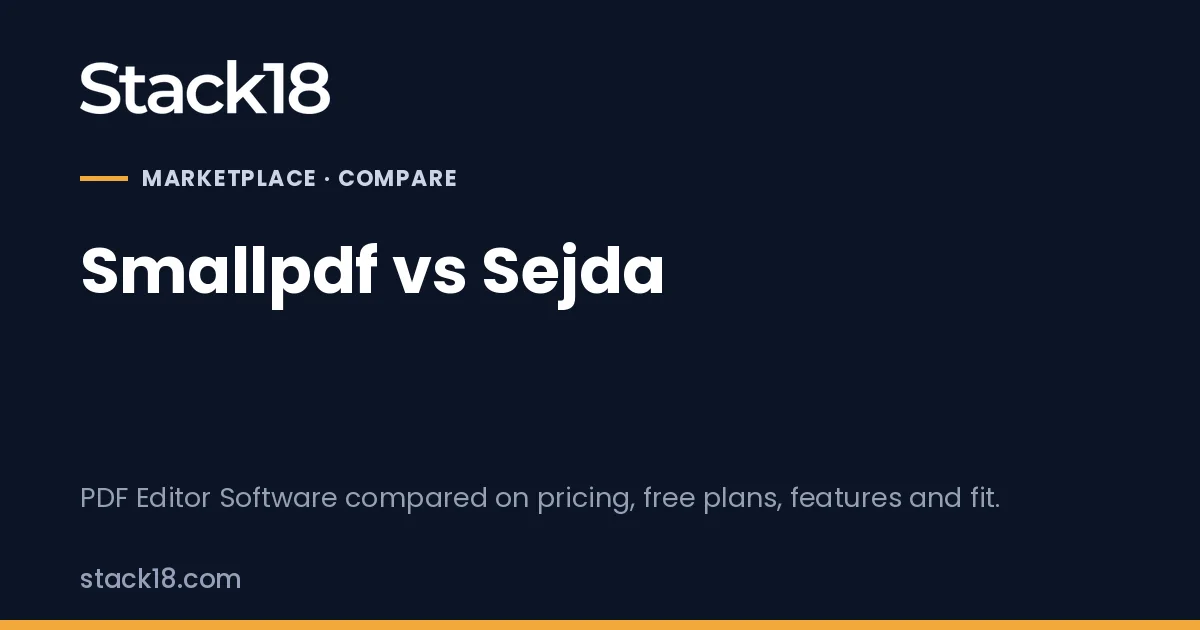 Stack18
MARKETPLACE · COMPARE
Smallpdf vs Sejda
PDF Editor Software compared on pricing, free plans, features and fit.
stack18.com